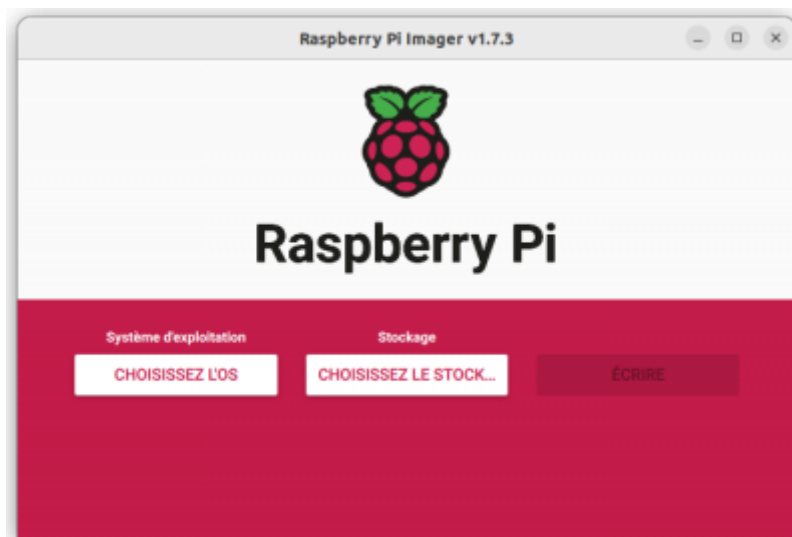 Raspberry Pi Imager v1.7.3
Raspberry Pi
Système d'exploitation
Stockage
CHOISISSEZ L'OS
CHOISISSEZ LE STOCK...
ÉCRIRE